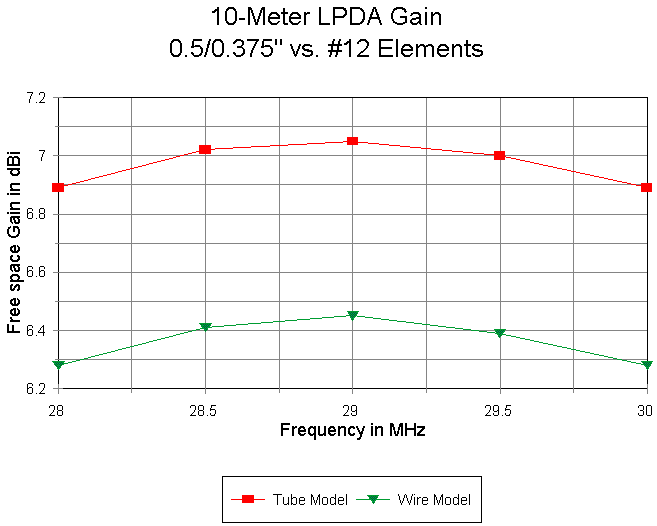 10-Meter LPDA Gain
0.5/0.375" vs. #12 Elements
7.2
7
6.8
6.6
6.4
6.2
Free space Gain in dBi
28
28.5
29
29.5
30
Frequency in MHz
Tube Model
Wire Model